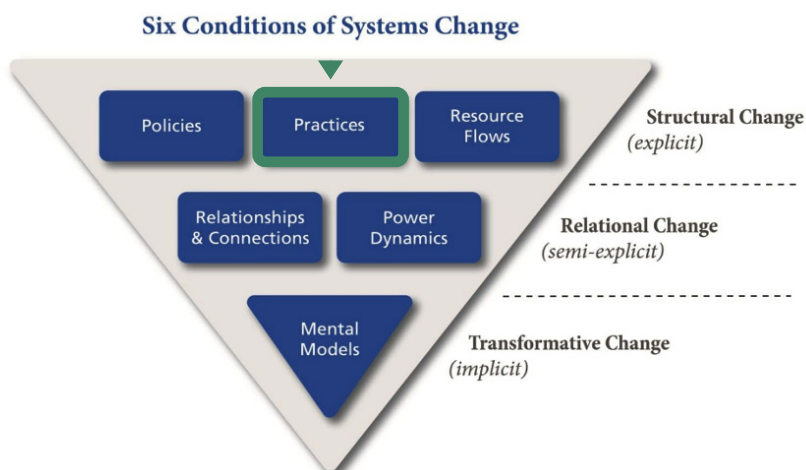 Six Conditions of Systems Change
Policies
Practices
Resource
Flows
Structural Change
(explicit)
Relationships
& Connections
Power
Dynamics
Relational Change
(semi-explicit)
Mental
Models
Transformative Change
(implicit)